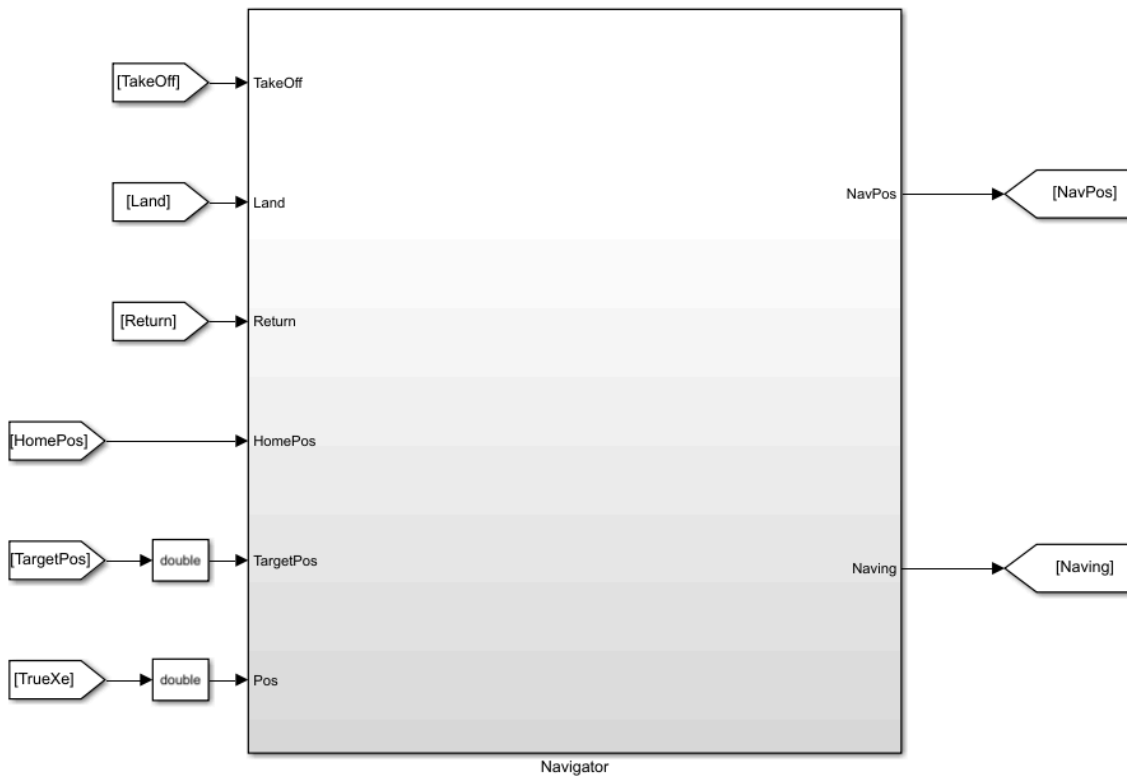 [TakeOff]
TakeOff
[Land]
Land
NavPos
[NavPos]
[Return]
Return
[HomePos]
HomePos
[TargetPos]
double
TargetPos
Naving
[Naving]
[TrueXe]
double
Pos
Navigator